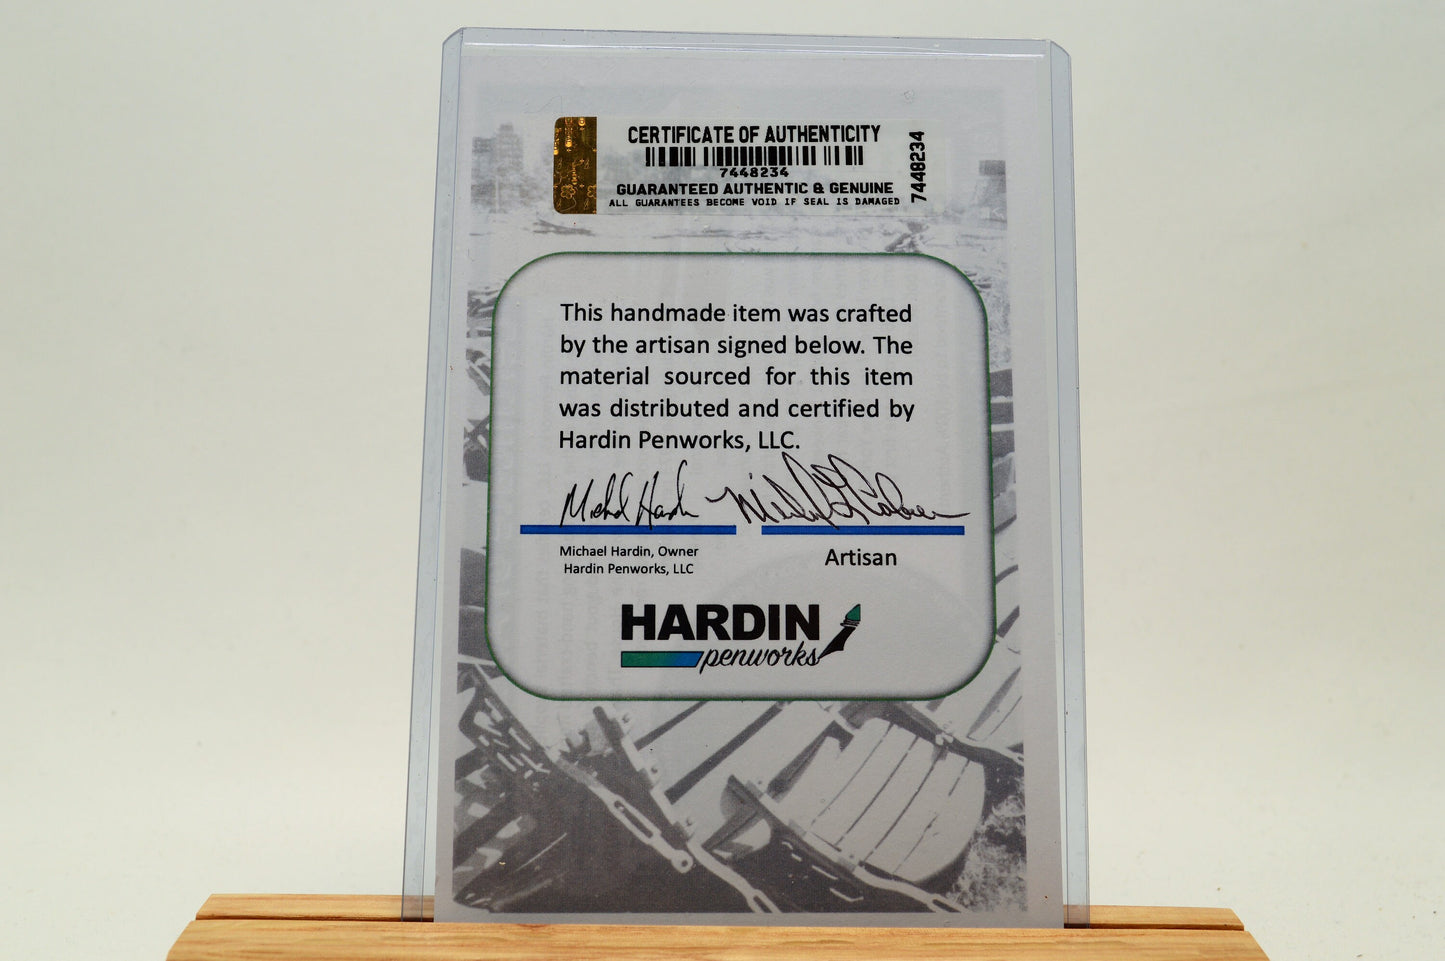 CERTIFICATE OF AUTHENTICITY
7448234
GUARANTEED AUTHENTIC & GENUINE
ALL GUARANTEES BECOME VOID IF SEAL IS DAMAGED
7448234
This handmade item was crafted
by the artisan signed below. The
material sourced for this item
was distributed and certified by
Hardin Penworks, LLC.
Michael Hardin, Owner
Hardin Penworks, LLC
Artisan
HARDIN
penworks